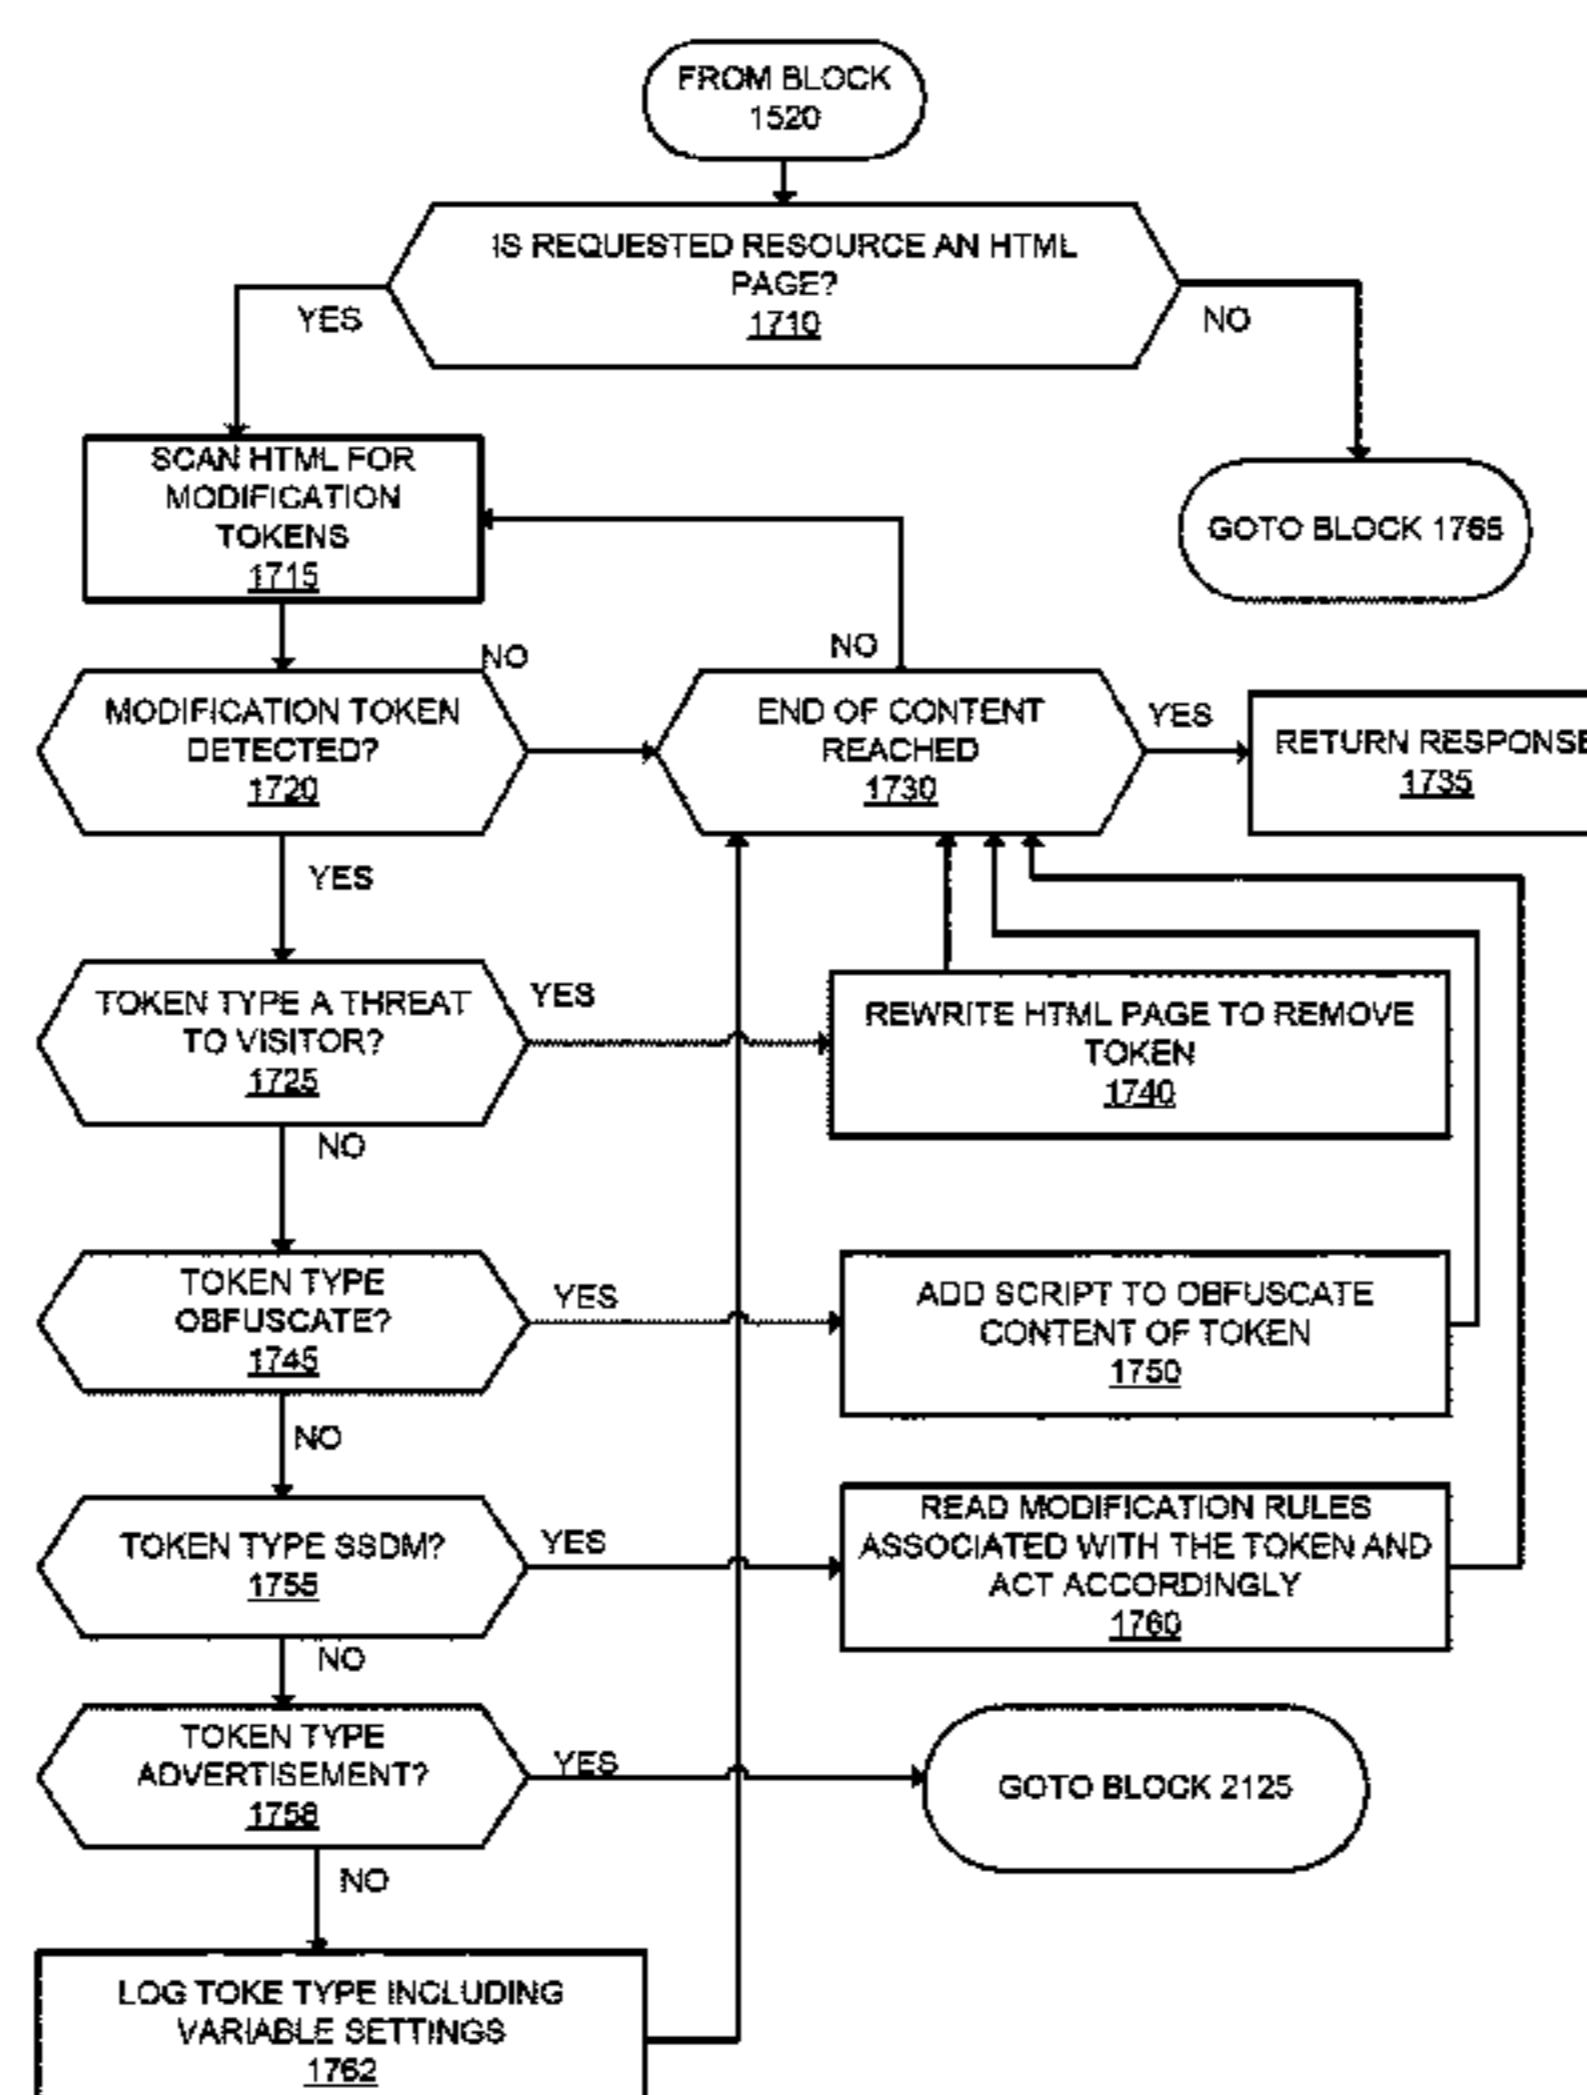 FROM BLOCK
1520
IS REQUESTED RESOURCE AN HTML
PAGE?
1710
YES
NO
SCAN HTML FOR
MODIFICATION
TOKENS
1715
GOTO BLOCK 1765
NO
NO
MODIFICATION TOKEN
DETECTED?
1720
END OF CONTENT
REACHED
1730
YES
RETURN RESPONSE
1735
YES
TOKEN TYPE A THREAT
TO VISITOR?
1725
YES
REWRITE HTML PAGE TO REMOVE
TOKEN
1740
NO
TOKEN TYPE
OBFUSCATE?
1745
YES
ADD SCRIPT TO OBFUSCATE
CONTENT OF TOKEN
1750
NO
TOKEN TYPE SSDM?
1755
YES
READ MODIFICATION RULES
ASSOCIATED WITH THE TOKEN AND
ACT ACCORDINGLY
1760
NO
TOKEN TYPE
ADVERTISEMENT?
1758
YES
GOTO BLOCK 2125
NO
LOG TOKE TYPE INCLUDING
VARIABLE SETTINGS
1762